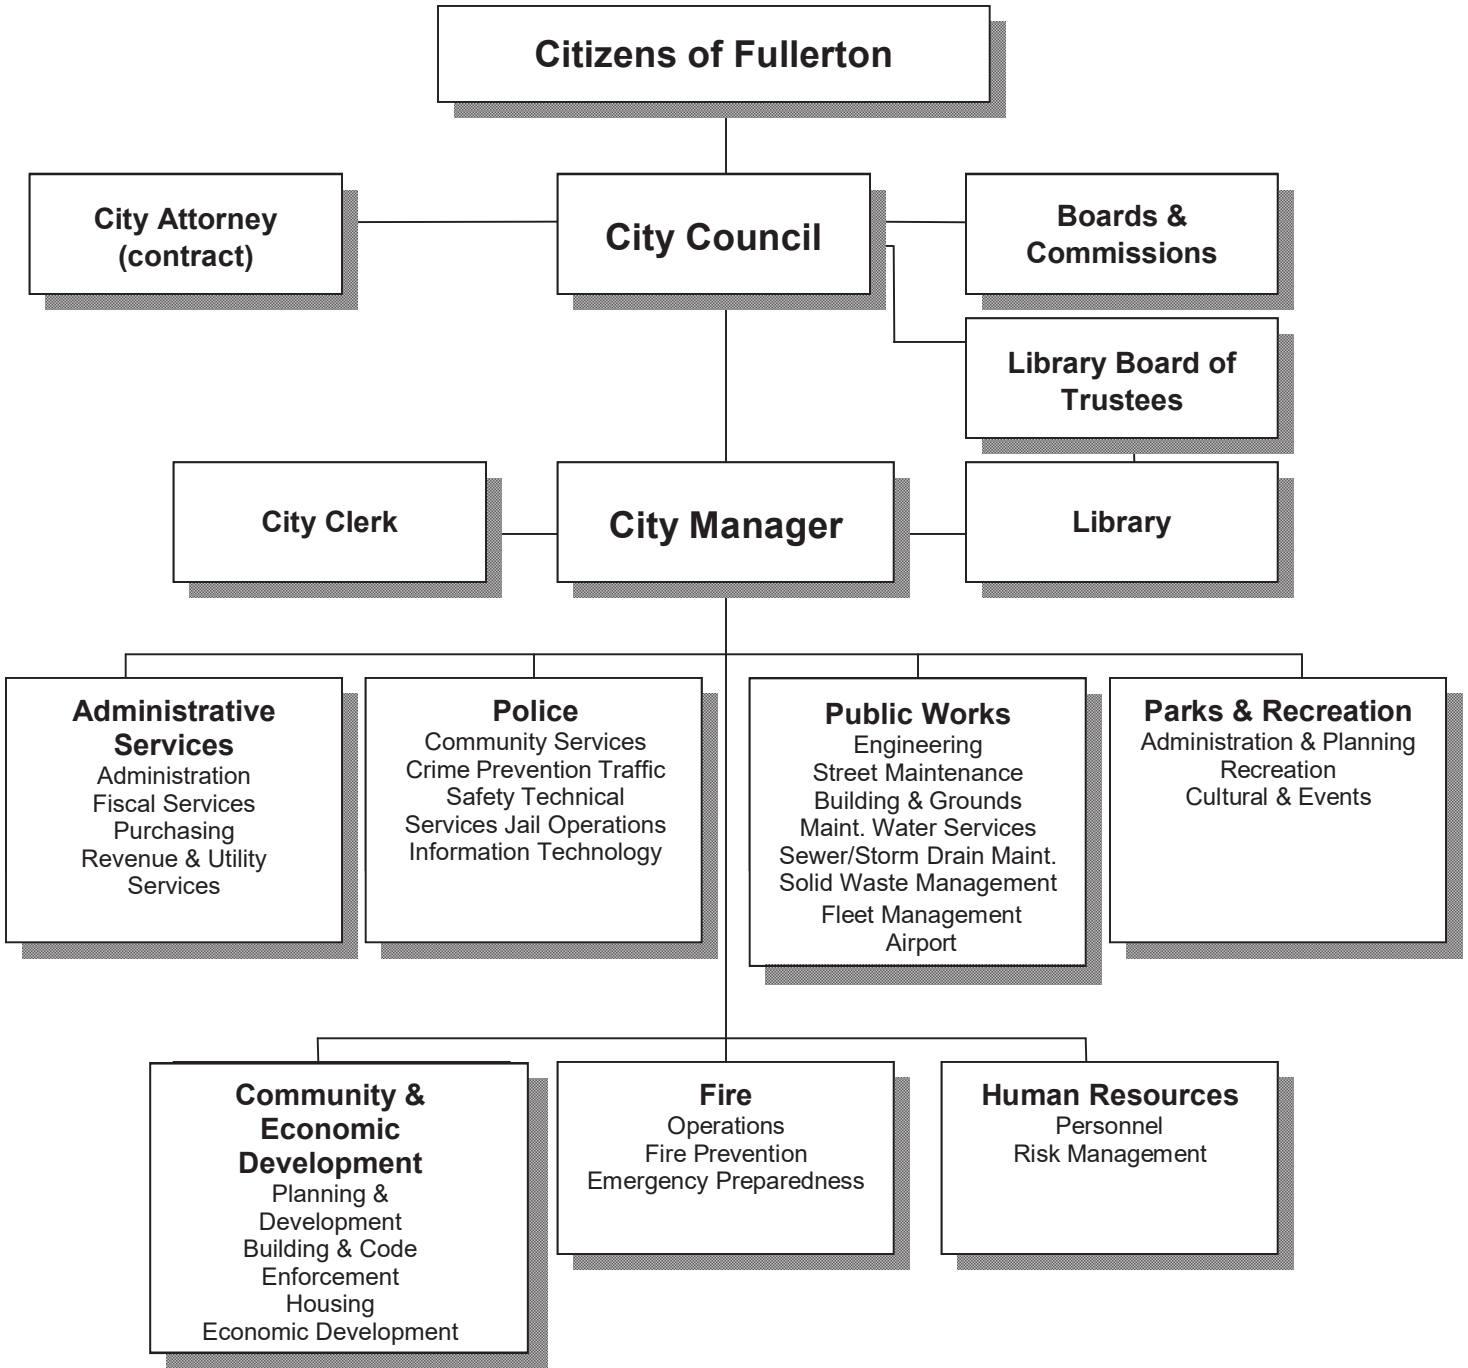 Citizens of Fullerton
City Attorney
(contract)
City Council
Boards &
Commissions
Library Board of
Trustees
City Clerk
City Manager
Library
Administrative
Services
Administration
Fiscal Services
Purchasing
Revenue & Utility
Services
Police
Community Services
Crime Prevention Traffic
Safety Technical
Services Jail Operations
Information Technology
Public Works
Engineering
Street Maintenance
Building & Grounds
Maint. Water Services
Sewer/Storm Drain Maint.
Solid Waste Management
Fleet Management
Airport
Parks & Recreation
Administration & Planning
Recreation
Cultural & Events
Community &
Economic
Development
Planning &
Development
Building & Code
Enforcement
Housing
Economic Development
Fire
Operations
Fire Prevention
Emergency Preparedness
Human Resources
Personnel
Risk Management